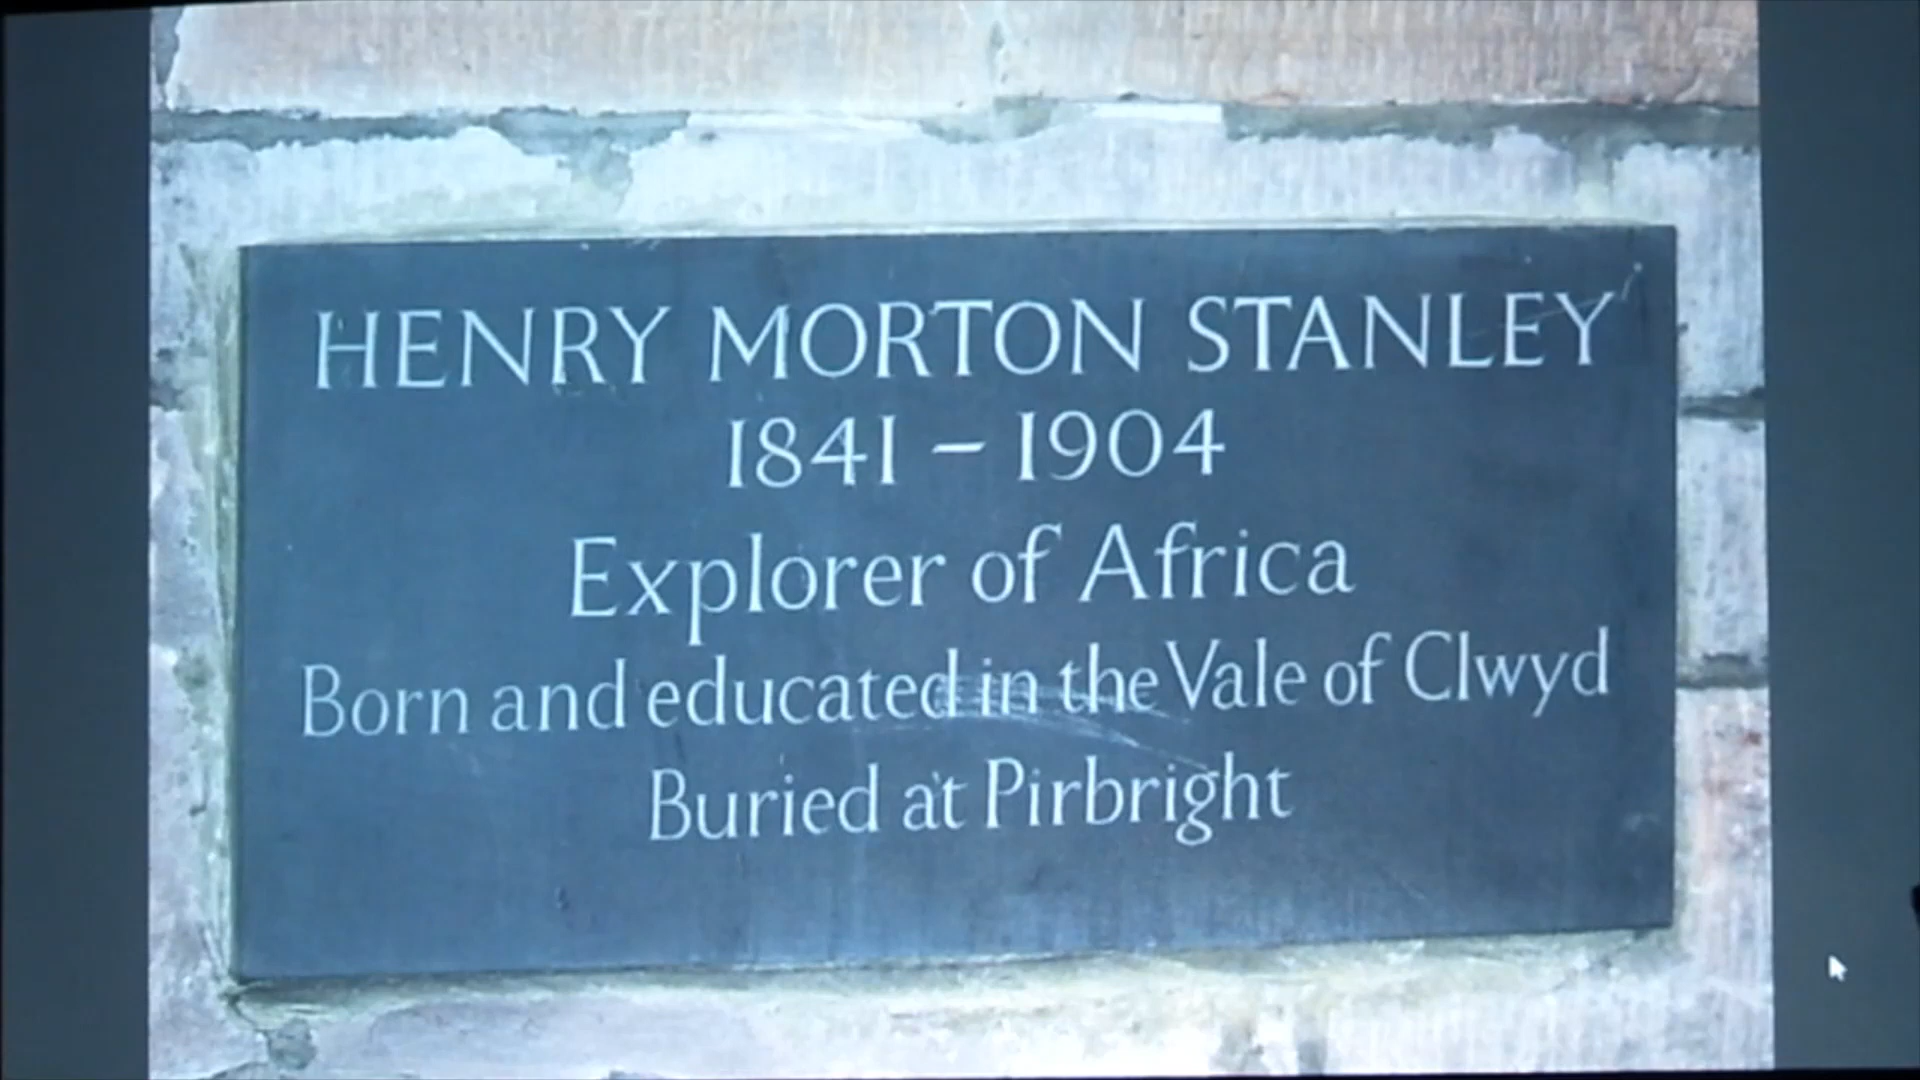 HENRY MORTON STANLEY
1841 – 1904
Explorer of Africa
Born and educated in the Vale of Clwyd
Buried at Pirbright